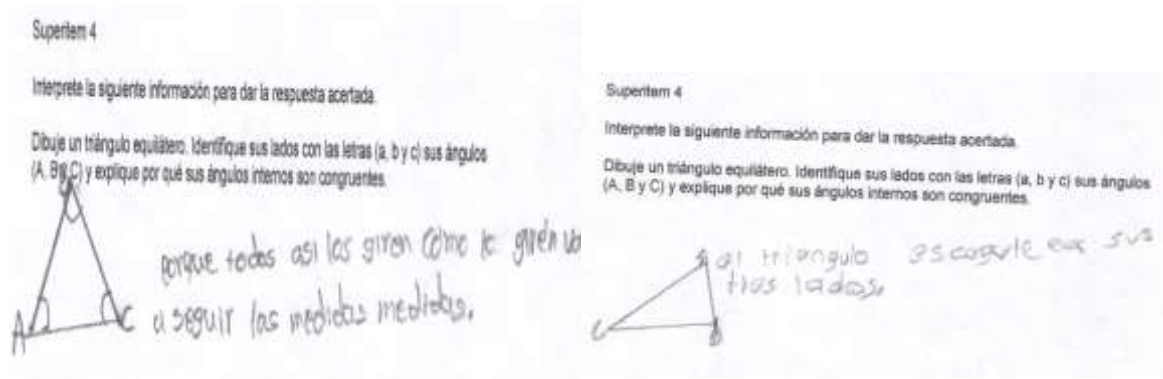 Superitem 4
Interprete la siguiente información para dar la respuesta acertada.
Dibuje un triángulo equilátero. Identifique sus lados con las letras (a, b y c) sus ángulos
(A, B y C) y explique por qué sus ángulos internos son congruentes.
porque todos asi los giren como lo
a seguir las medidas medidas.
A
C
Superitem 4
Interprete la siguiente información para dar la respuesta acertada.
Dibuje un triángulo equilátero. Identifique sus lados con las letras (a, b y c) sus ángulos
(A, B y C) y explique por qué sus ángulos internos son congruentes.
triangulo sus
lados.